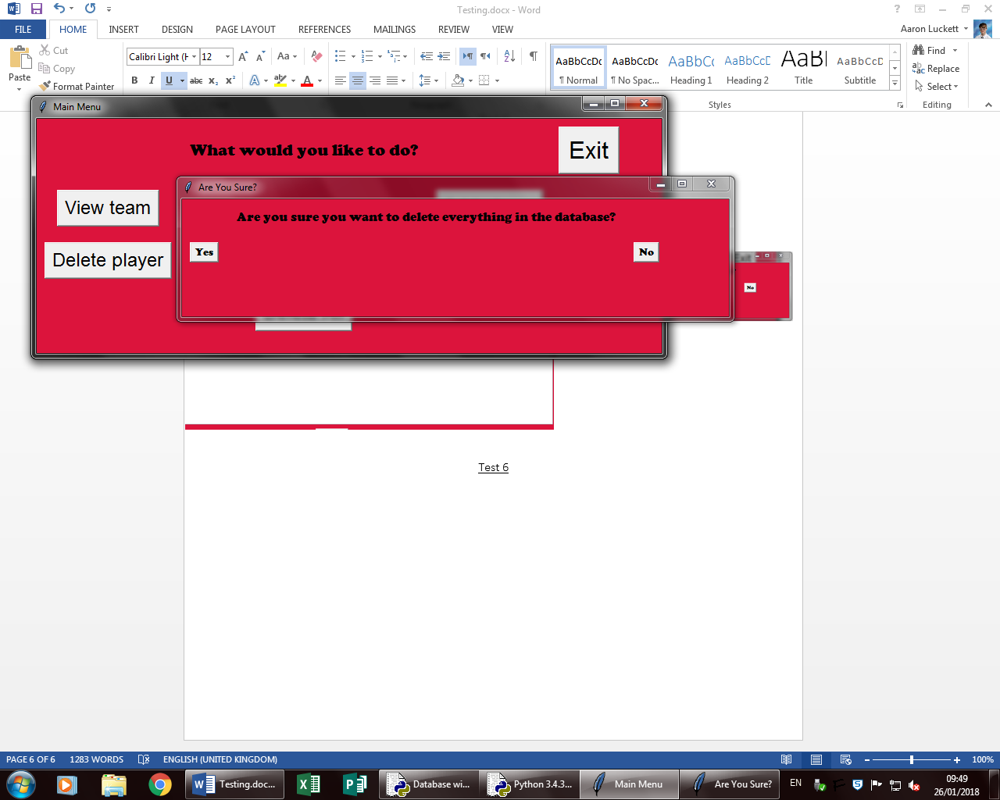 Testing.docx - Word
FILE HOME INSERT DESIGN PAGE LAYOUT REFERENCES MAILINGS REVIEW VIEW Aaron Luckett
Paste
Cut
Copy
Format Painter
Calibri Light (H 12
AaBbCcDc AaBbCcDc AaBbCc AaBbCcD AaBl AaBbCcD
¶ Normal ¶ No Spac... Heading 1 Heading 2 Title Subtitle
Styles
Find
Replace
Select
Editing
Main Menu
What would you like to do?
Exit
View team
Delete player
Are You Sure?
Are you sure you want to delete everything in the database?
Yes No
No
Test 6
PAGE 6 OF 6 1283 WORDS ENGLISH (UNITED KINGDOM) 100%
Testing.doc... Database wi... Python 3.4.3... Main Menu Are You Sure? EN 09:49
26/01/2018